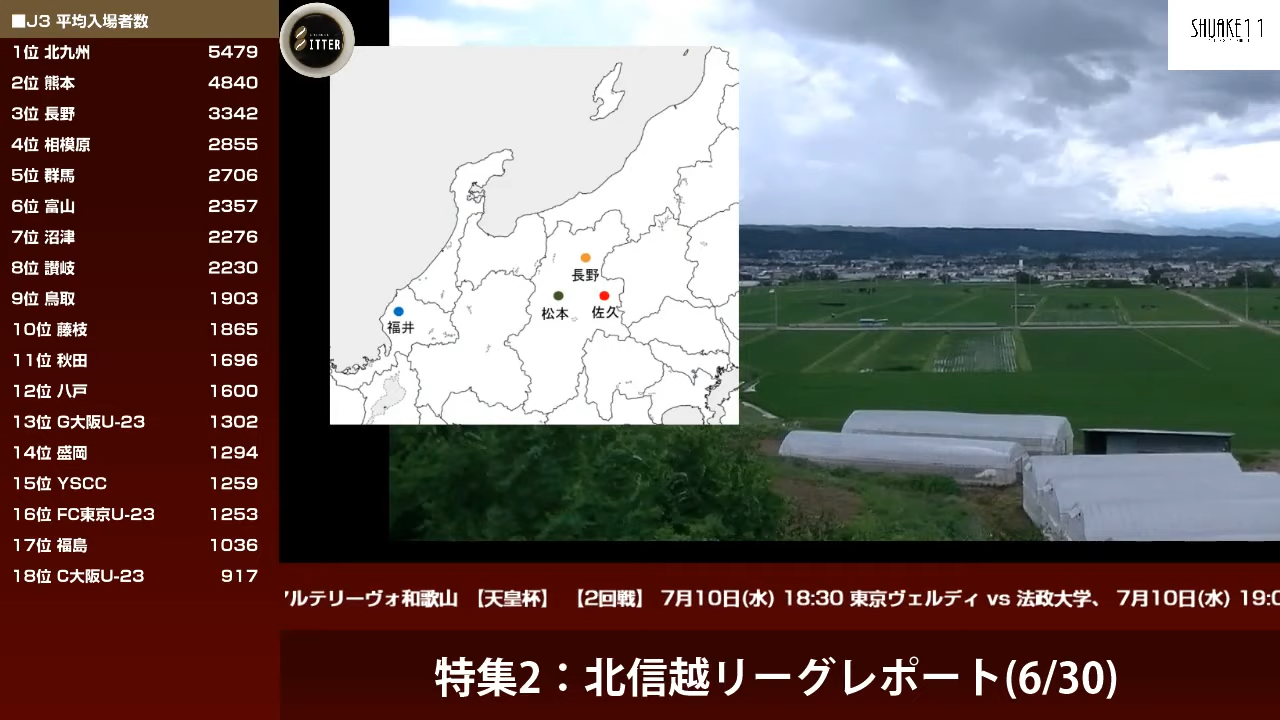 ■J3 平均入場者数
1位 北九州 5479
2位 熊本 4840
3位 長野 3342
4位 相模原 2855
5位 群馬 2706
6位 富山 2357
7位 沼津 2276
8位 讃岐 2230
9位 鳥取 1903
10位 藤枝 1865
11位 秋田 1696
12位 八戸 1600
13位 G大阪U-23 1302
14位 盛岡 1294
15位 YSCC 1259
16位 FC東京U-23 1253
17位 福島 1036
18位 C大阪U-23 917
ITTER
SHUAKE11
長野
松本
佐久
福井
ルテリーヴォ和歌山 【天皇杯】 【2回戦】 7月10日(水) 18:30 東京ヴェルディ vs 法政大学、 7月10日(水) 19:0
特集2：北信越リーグレポート(6/30)